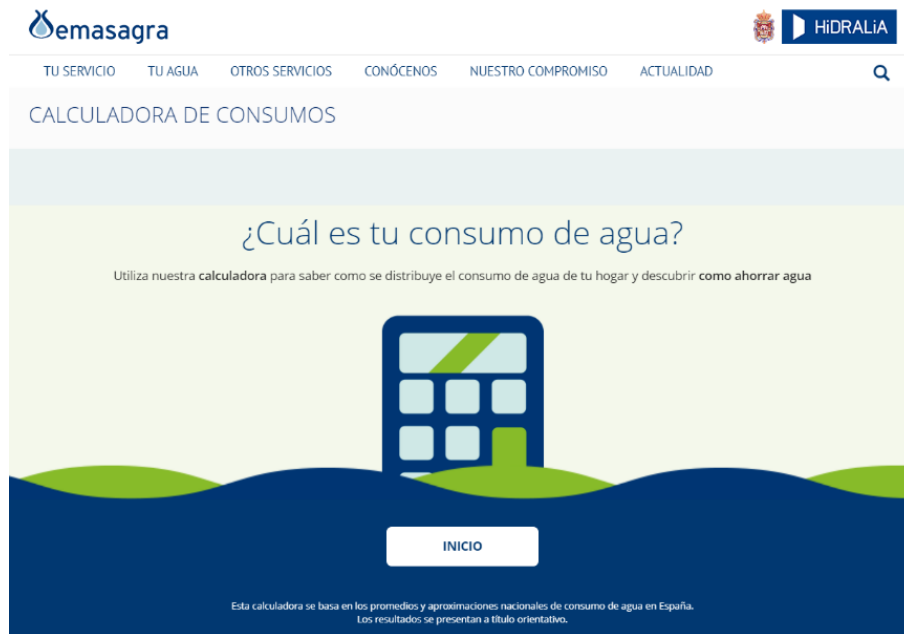 emasagra
HiDRALiA
TU SERVICIO TU AGUA OTROS SERVICIOS CONÓCENOS NUESTRO COMPROMISO ACTUALIDAD
CALCULADORA DE CONSUMOS
¿Cuál es tu consumo de agua?
Utiliza nuestra calculadora para saber como se distribuye el consumo de agua de tu hogar y descubrir como ahorrar agua
INICIO
Esta calculadora se basa en los promedios y aproximaciones nacionales de consumo de agua en España.
Los resultados se presentan a título orientativo.